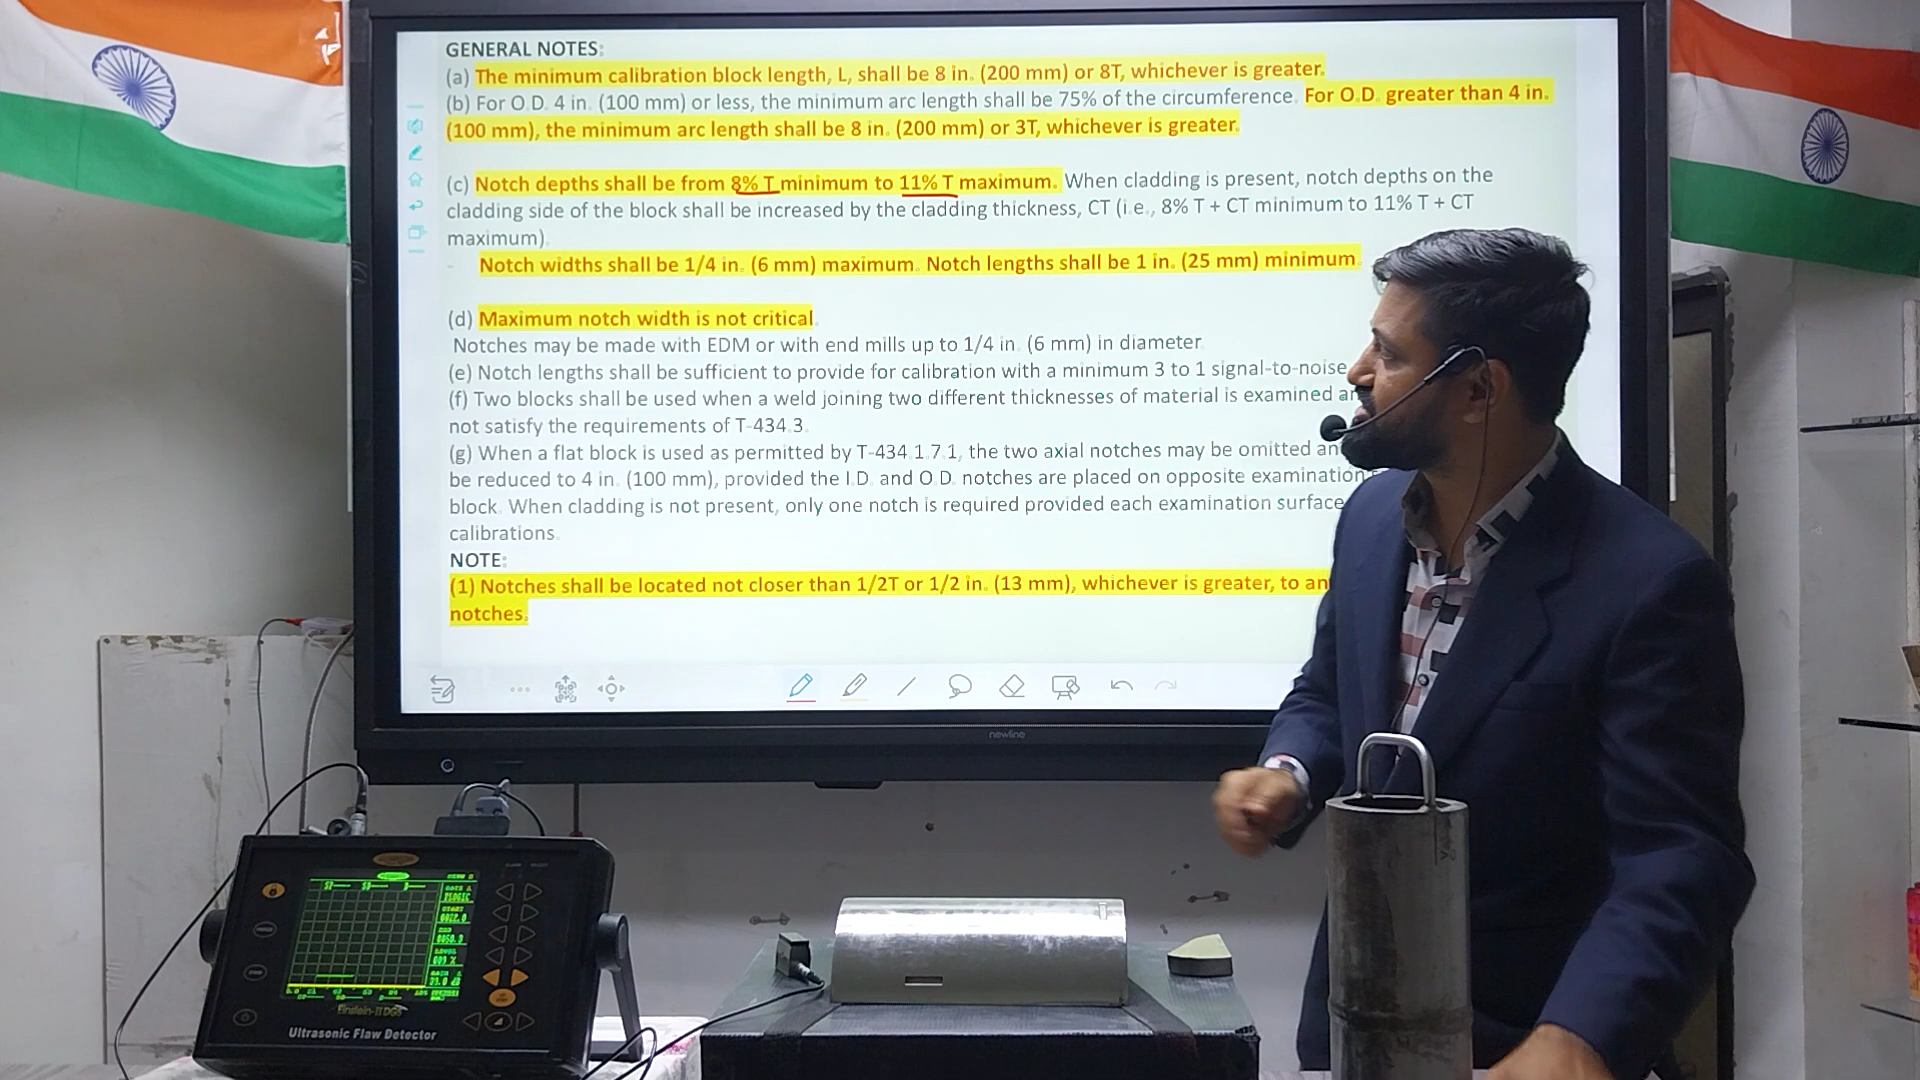 GENERAL NOTES:
(a) The minimum calibration block length, L, shall be 8 in. (200 mm) or 8T, whichever is greater.
(b) For O.D. 4 in. (100 mm) or less, the minimum arc length shall be 75% of the circumference. For O.D. greater than 4 in.
(100 mm), the minimum arc length shall be 8 in. (200 mm) or 3T, whichever is greater.
(c) Notch depths shall be from 8% T minimum to 11% T maximum. When cladding is present, notch depths on the
cladding side of the block shall be increased by the cladding thickness, CT (i.e., 8% T + CT minimum to 11% T + CT
maximum).
- Notch widths shall be 1/4 in. (6 mm) maximum. Notch lengths shall be 1 in. (25 mm) minimum.
(d) Maximum notch width is not critical.
Notches may be made with EDM or with end mills up to 1/4 in. (6 mm) in diameter.
(e) Notch lengths shall be sufficient to provide for calibration with a minimum 3 to 1 signal-to-noise
(f) Two blocks shall be used when a weld joining two different thicknesses of material is examined
not satisfy the requirements of T-434.3.
(g) When a flat block is used as permitted by T-434.1.7.1, the two axial notches may be omitted
be reduced to 4 in. (100 mm), provided the I.D. and O.D. notches are placed on opposite examination
block. When cladding is not present, only one notch is required provided each examination surface
calibrations.
NOTE:
(1) Notches shall be located not closer than 1/2T or 1/2 in. (13 mm), whichever is greater, to
notches.
newline
Einstein-II DGS
Ultrasonic Flaw Detector